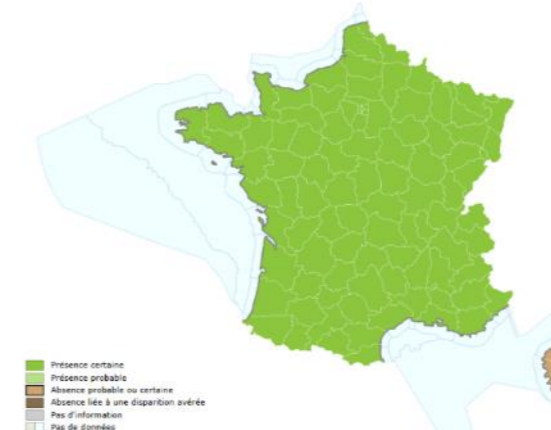 Présence certaine
Présence probable
Absence probable ou certaine
Absence liée à une disparition avérée
Pas d'information
Pas de données